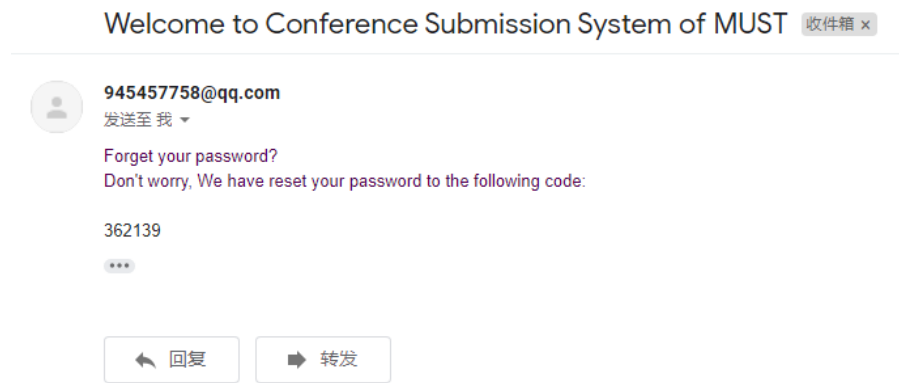 Welcome to Conference Submission System of MUST 收件箱 ×
945457758@qq.com
发送至 我
Forget your password?
Don't worry, We have reset your password to the following code:
362139
回复 转发